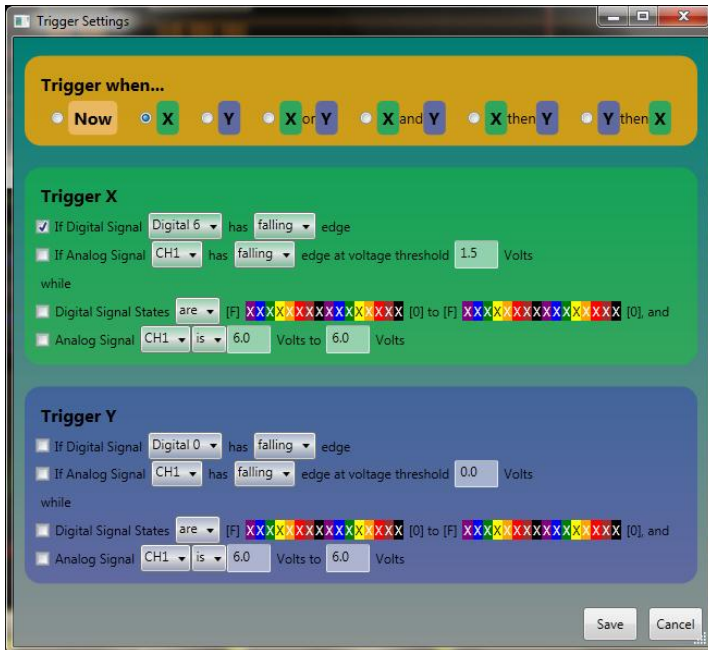 Trigger Settings
Trigger when...
Now X Y X or Y X and Y X then Y Y then X
Trigger X
If Digital Signal Digital 6 has falling edge
If Analog Signal CH1 has falling edge at voltage threshold 1.5 Volts
while
Digital Signal States are [F] XXXXXXXXXXXXXXXX [0] to [F] XXXXXXXXXXXXXXXX [0], and
Analog Signal CH1 is 6.0 Volts to 6.0 Volts
Trigger Y
If Digital Signal Digital 0 has falling edge
If Analog Signal CH1 has falling edge at voltage threshold 0.0 Volts
while
Digital Signal States are [F] XXXXXXXXXXXXXXXX [0] to [F] XXXXXXXXXXXXXXXX [0], and
Analog Signal CH1 is 6.0 Volts to 6.0 Volts
Save Cancel